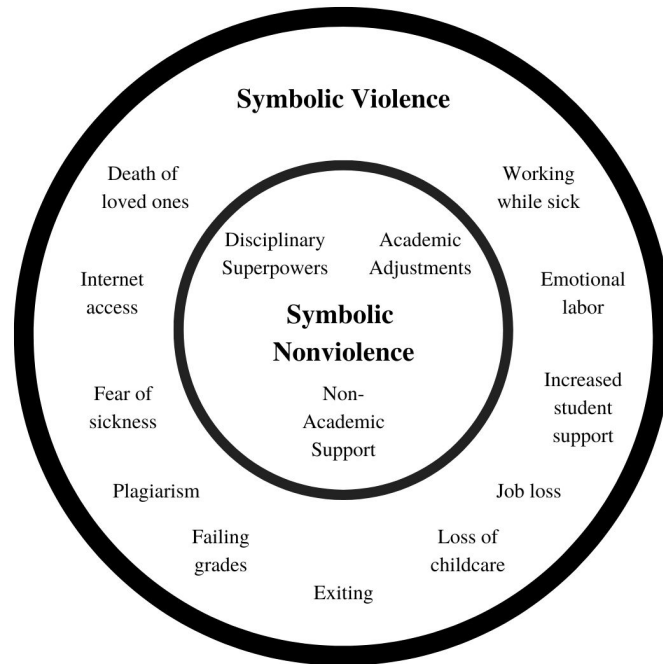 Symbolic Violence
Death of
loved ones
Working
while sick
Disciplinary
Superpowers
Academic
Adjustments
Internet
access
Emotional
labor
Symbolic
Nonviolence
Fear of
sickness
Non-
Academic
Support
Increased
student
support
Plagiarism
Job loss
Failing
grades
Loss of
childcare
Exiting